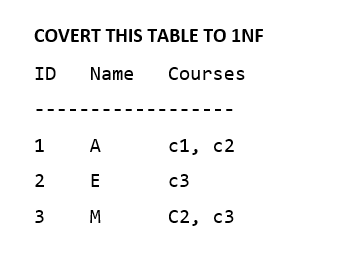 COVERT THIS TABLE TO 1NF
ID Name Courses
------------------
1 A c1, c2
2 E c3
3 M C2, c3